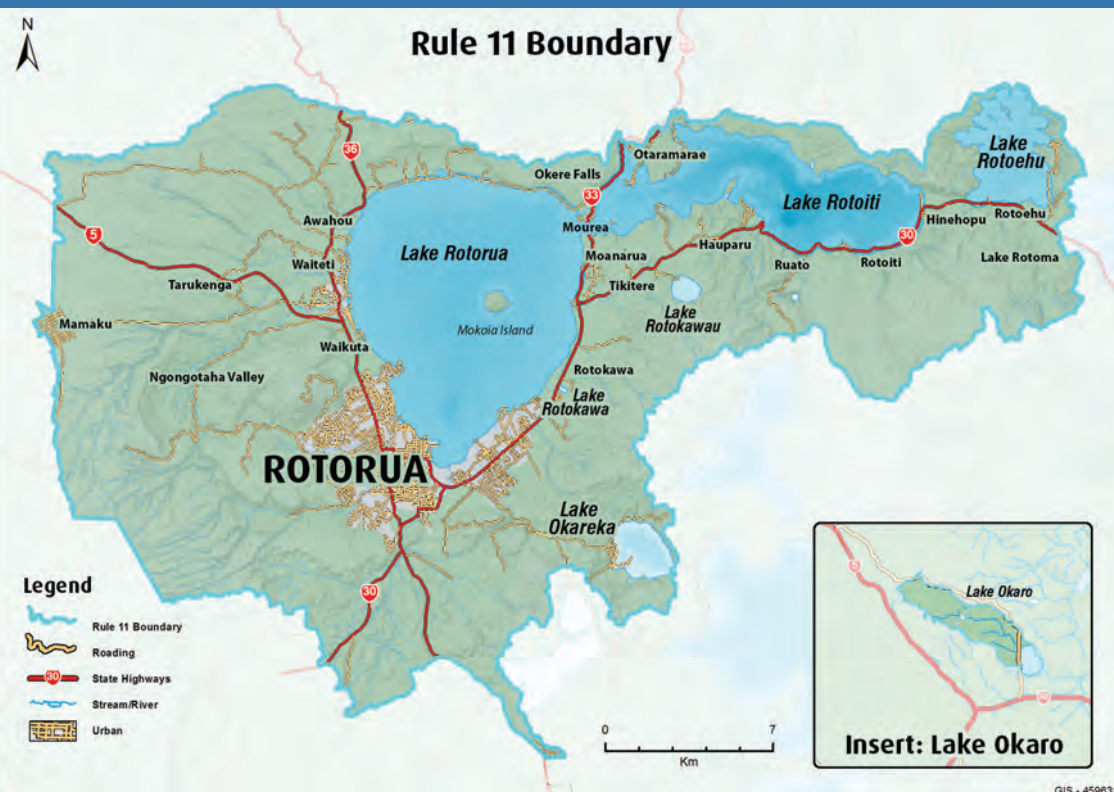 N
Rule 11 Boundary
36
Otaramarae
Lake
Rotoehu
Okere Falls
33
Lake Rotoiti
Awahou
Mourea
Hinehopu
Rotoehu
5
Lake Rotorua
30
Waiteti
Moanarua
Hauparu
Ruato
Rotoiti
Lake Rotoma
Tarukenga
Tikitere
Mamaku
Mokoia Island
Lake
Rotokawau
Waikuta
Ngongotaha Valley
Rotokawa
Lake
Rotokawa
ROTORUA
Lake
Okareka
30
Legend
Rule 11 Boundary
Roading
30
State Highways
Stream/River
Urban
0
7
Km
5
Lake Okaro
Insert: Lake Okaro
GIS - 45963